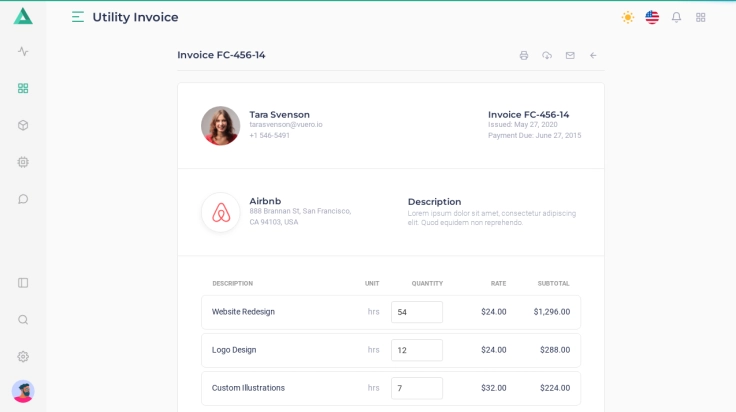 Utility Invoice
Invoice FC-456-14
Tara Svenson
tarasvenson@vuero.io
+1 546-5491
Invoice FC-456-14
Issued: May 27, 2020
Payment Due: June 27, 2015
Airbnb
888 Brannan St, San Francisco,
CA 94103, USA
Description
Lorem ipsum dolor sit amet, consectetur adipiscing
elit. Quod equidem non reprehendo.
DESCRIPTION UNIT QUANTITY RATE SUBTOTAL
Website Redesign hrs 54 $24.00 $1,296.00
Logo Design hrs 12 $24.00 $288.00
Custom Illustrations hrs 7 $32.00 $224.00